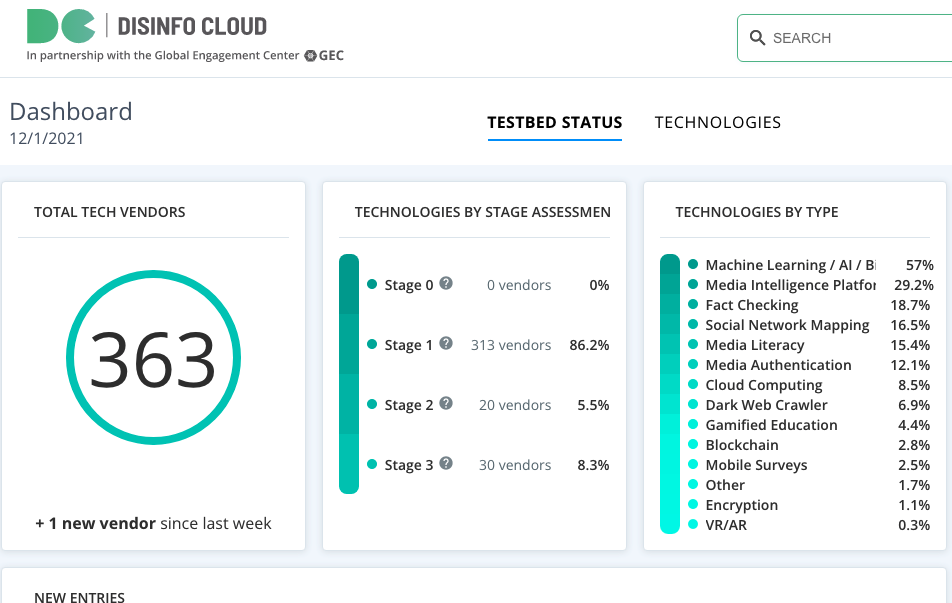 DC DISINFO CLOUD
In partnership with the Global Engagement Center GEC
SEARCH
Dashboard
12/1/2021
TESTBED STATUS TECHNOLOGIES
TOTAL TECH VENDORS
363
+ 1 new vendor since last week
TECHNOLOGIES BY STAGE ASSESSMEN
Stage 0 ? 0 vendors 0%
Stage 1 ? 313 vendors 86.2%
Stage 2 ? 20 vendors 5.5%
Stage 3 ? 30 vendors 8.3%
TECHNOLOGIES BY TYPE
Machine Learning / AI / Bi 57%
Media Intelligence Platfor 29.2%
Fact Checking 18.7%
Social Network Mapping 16.5%
Media Literacy 15.4%
Media Authentication 12.1%
Cloud Computing 8.5%
Dark Web Crawler 6.9%
Gamified Education 4.4%
Blockchain 2.8%
Mobile Surveys 2.5%
Other 1.7%
Encryption 1.1%
VR/AR 0.3%
NEW ENTRIES